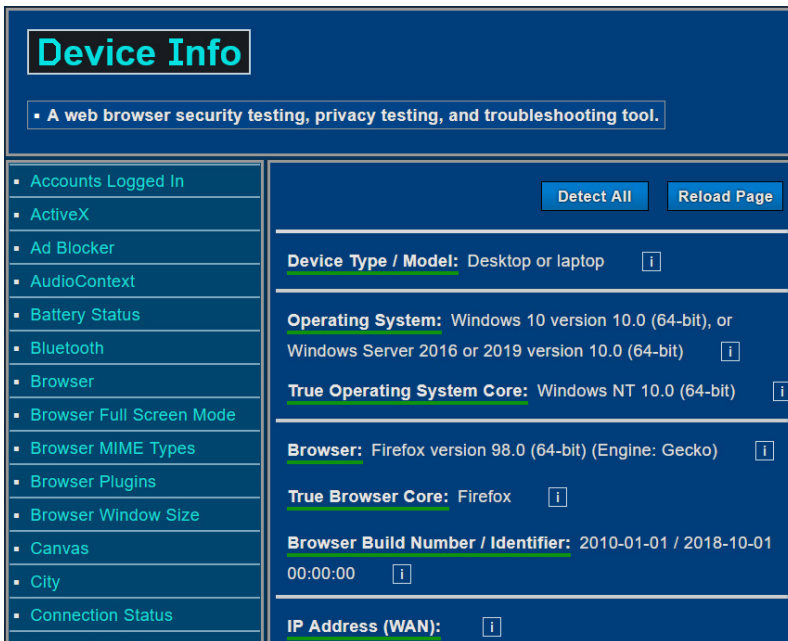 Device Info
▪ A web browser security testing, privacy testing, and troubleshooting tool.
▪ Accounts Logged In
▪ ActiveX
▪ Ad Blocker
▪ AudioContext
▪ Battery Status
▪ Bluetooth
▪ Browser
▪ Browser Full Screen Mode
▪ Browser MIME Types
▪ Browser Plugins
▪ Browser Window Size
▪ Canvas
▪ City
▪ Connection Status
Detect All Reload Page
Device Type / Model: Desktop or laptop i
Operating System: Windows 10 version 10.0 (64-bit), or
Windows Server 2016 or 2019 version 10.0 (64-bit) i
True Operating System Core: Windows NT 10.0 (64-bit) i
Browser: Firefox version 98.0 (64-bit) (Engine: Gecko) i
True Browser Core: Firefox i
Browser Build Number / Identifier: 2010-01-01 / 2018-10-01
00:00:00 i
IP Address (WAN): i